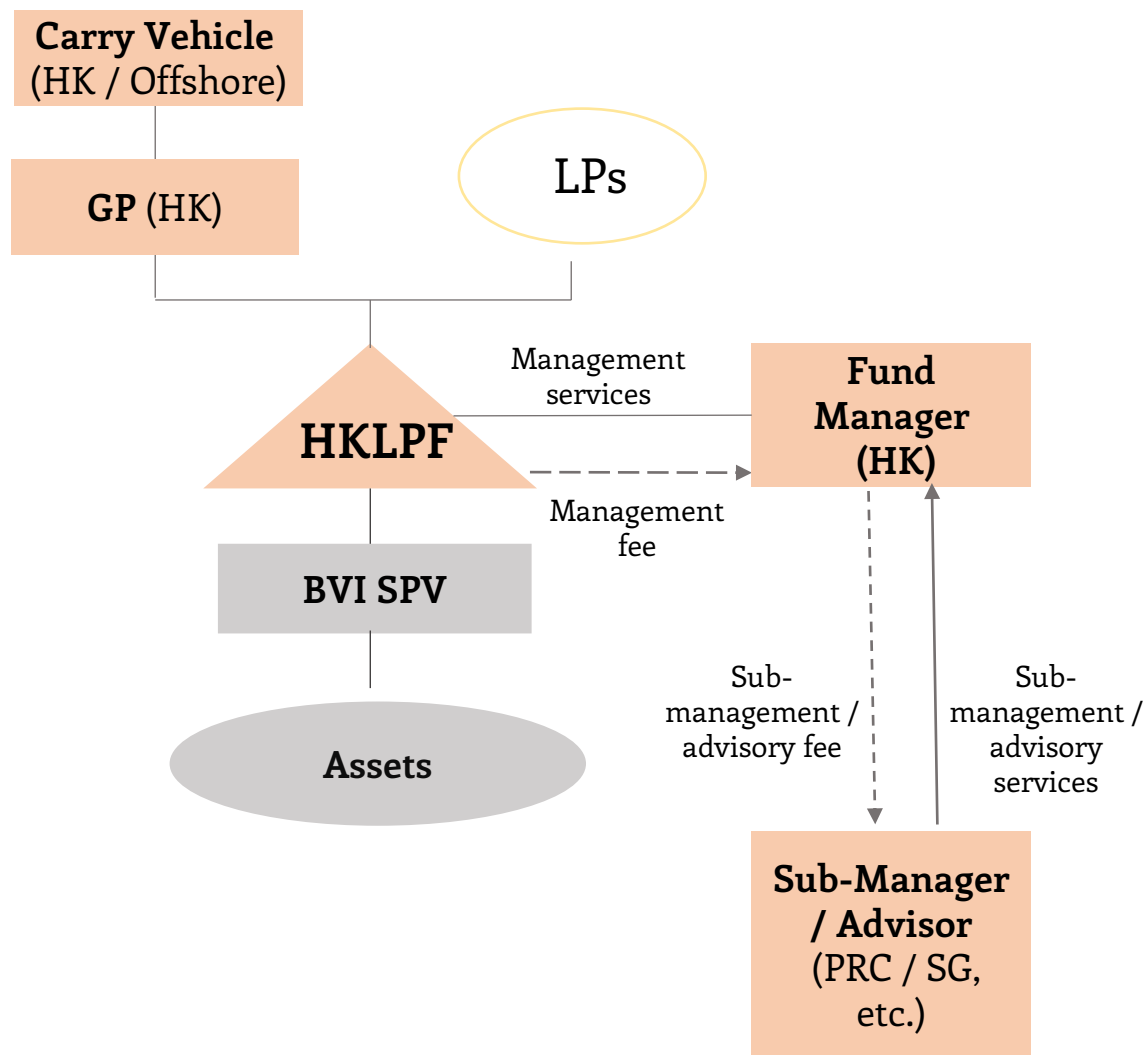 Carry Vehicle
(HK / Offshore)
GP (HK)
LPs
HKLPF
Management
services
Management
fee
Fund
Manager
(HK)
BVI SPV
Assets
Sub-
management /
advisory fee
Sub-
management /
advisory
services
Sub-Manager
/ Advisor
(PRC / SG,
etc.)